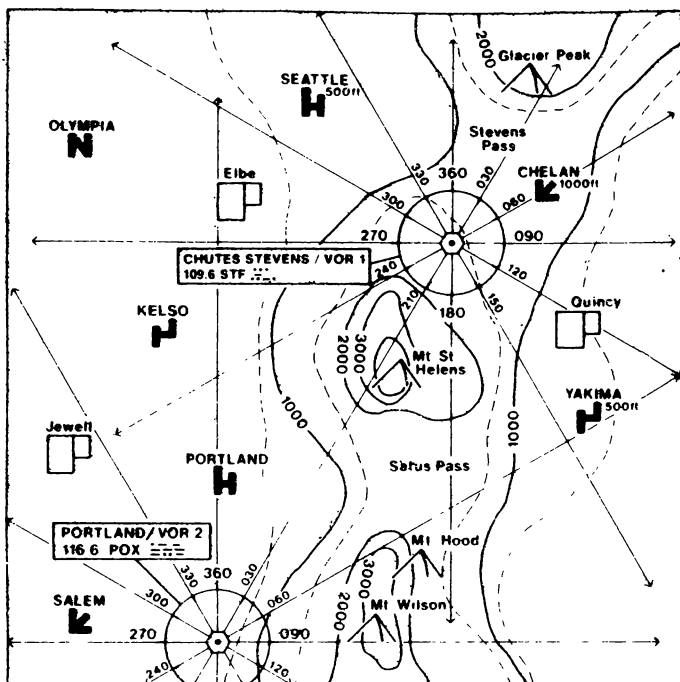 2000
Glacier Peak
SEATTLE
500ft
OLYMPIA
Stevens
Pass
Elbe
CHELAN
1000ft
330
360
030
060
300
270
090
CHUTES STEVENS / VOR 1
109.6 STF
240
120
210
180
150
KELSO
Quincy
3000
2000
Mt St
Helens
1000
YAKIMA
500ft
1000
Jewell
PORTLAND
Satus Pass
PORTLAND/VOR 2
116 6 POX
Mt Hood
360
330
030
3000
SALEM
300
060
2000
Mt Wilson
270
090
240
120